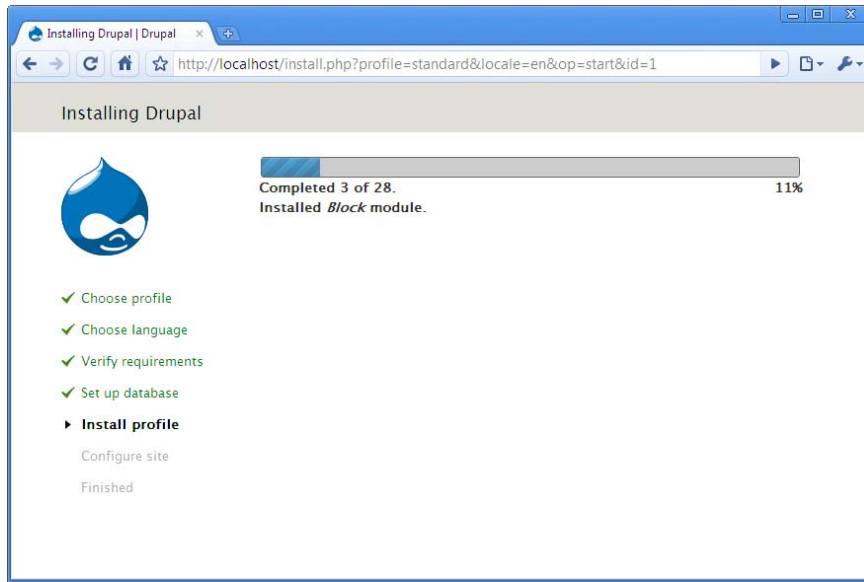 Installing Drupal | Drupal
http://localhost/install.php?profile=standard&locale=en&op=start&id=1
Installing Drupal
Completed 3 of 28. 11%
Installed Block module.
Choose profile
Choose language
Verify requirements
Set up database
Install profile
Configure site
Finished